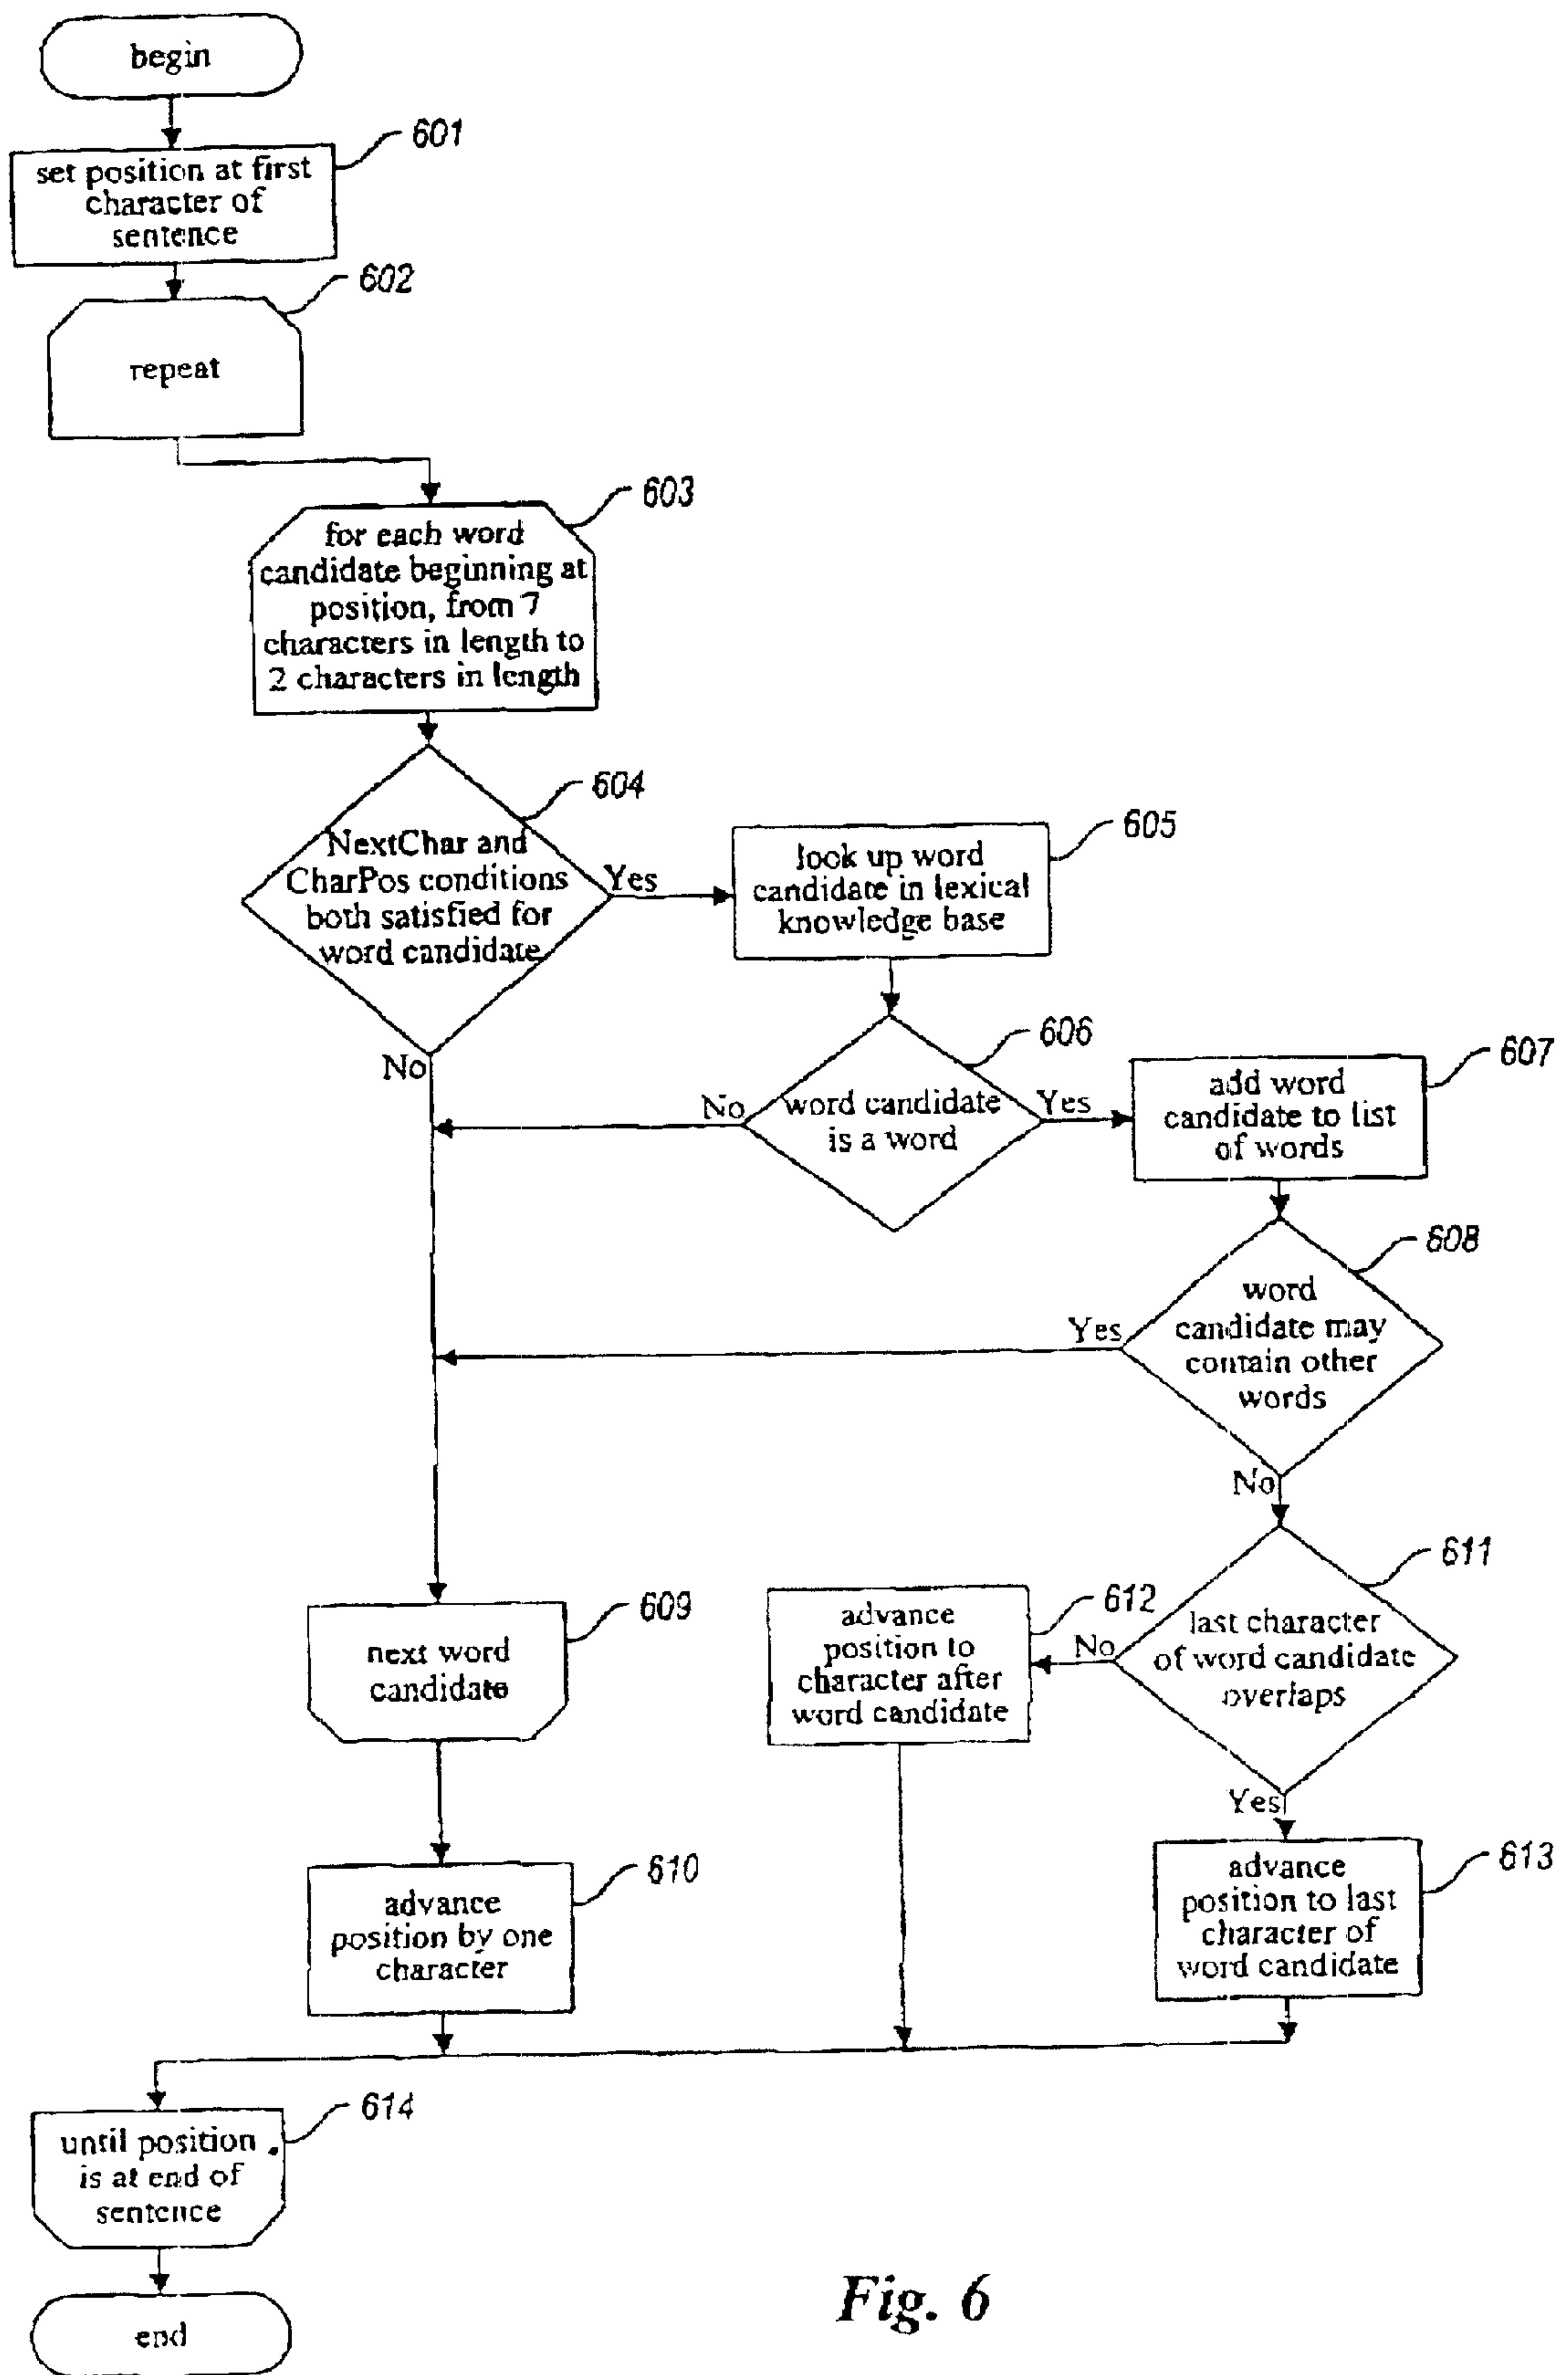 begin
601
set position at first
character of
sentence
602
repeat
603
for each word
candidate beginning at
position, from 7
characters in length to
2 characters in length
604
NextChar and
CharPos conditions
both satisfied for
word candidate
Yes
No
605
look up word
candidate in lexical
knowledge base
606
word candidate
is a word
No
Yes
607
add word
candidate to list
of words
608
word
candidate may
contain other
words
Yes
No
611
last character
of word candidate
overlaps
No
Yes
612
advance
position to
character after
word candidate
609
next word
candidate
613
advance
position to last
character of
word candidate
610
advance
position by one
character
614
until position
is at end of
sentence
end
Fig. 6